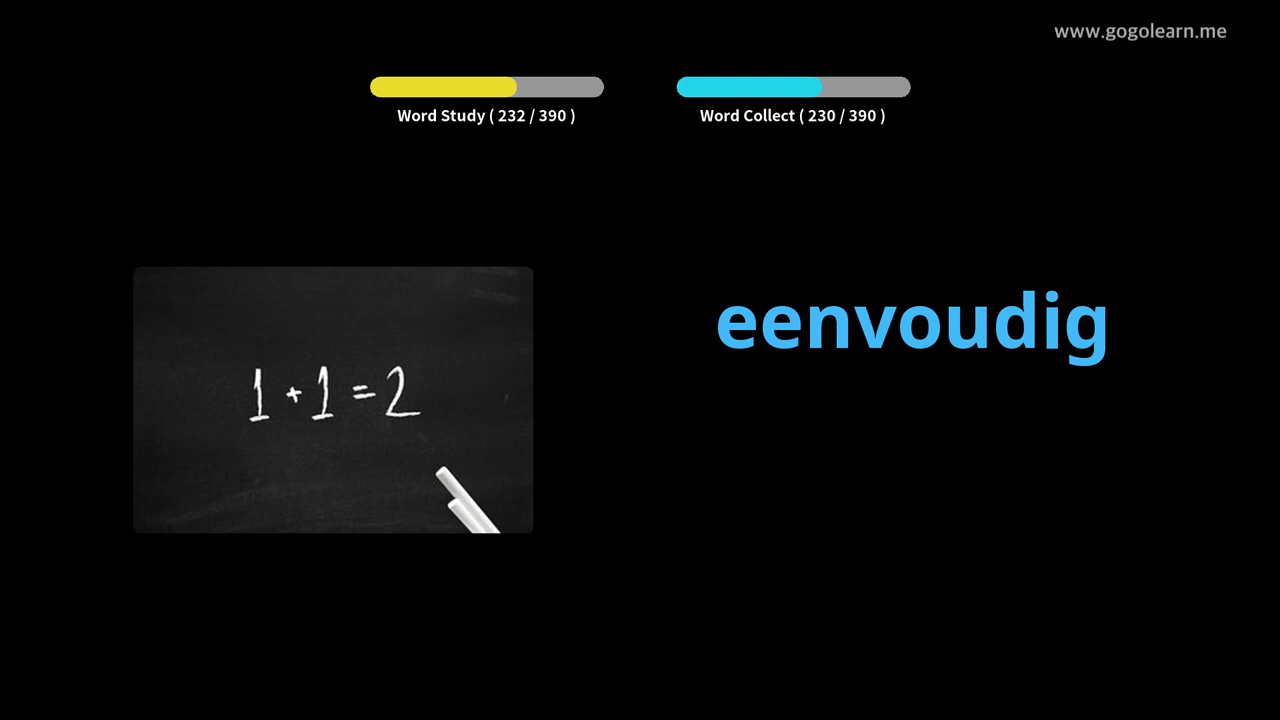 www.gogolearn.me
Word Study ( 232 / 390 )
Word Collect ( 230 / 390 )
eenvoudig
1 + 1 = 2